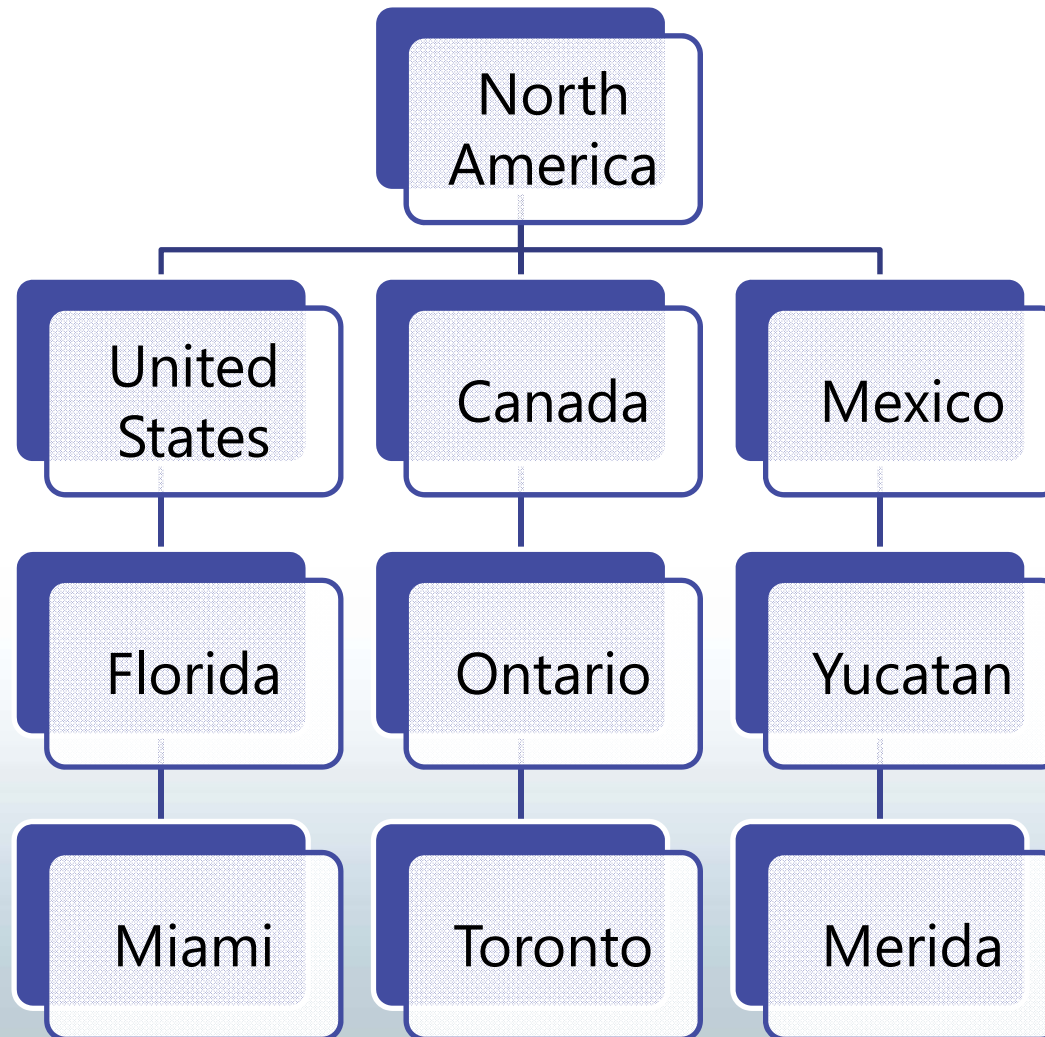 North
America
United
States
Canada
Mexico
Florida
Ontario
Yucatan
Miami
Toronto
Merida